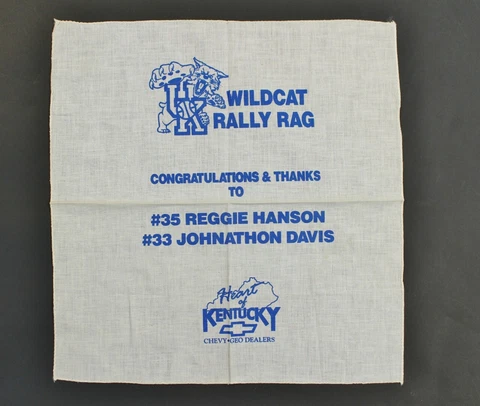 UK
WILDCAT
RALLY RAG
CONGRATULATIONS & THANKS
TO
#35 REGGIE HANSON
#33 JOHNATHON DAVIS
Heart
of
KENTUCKY
CHEVY•GEO DEALERS